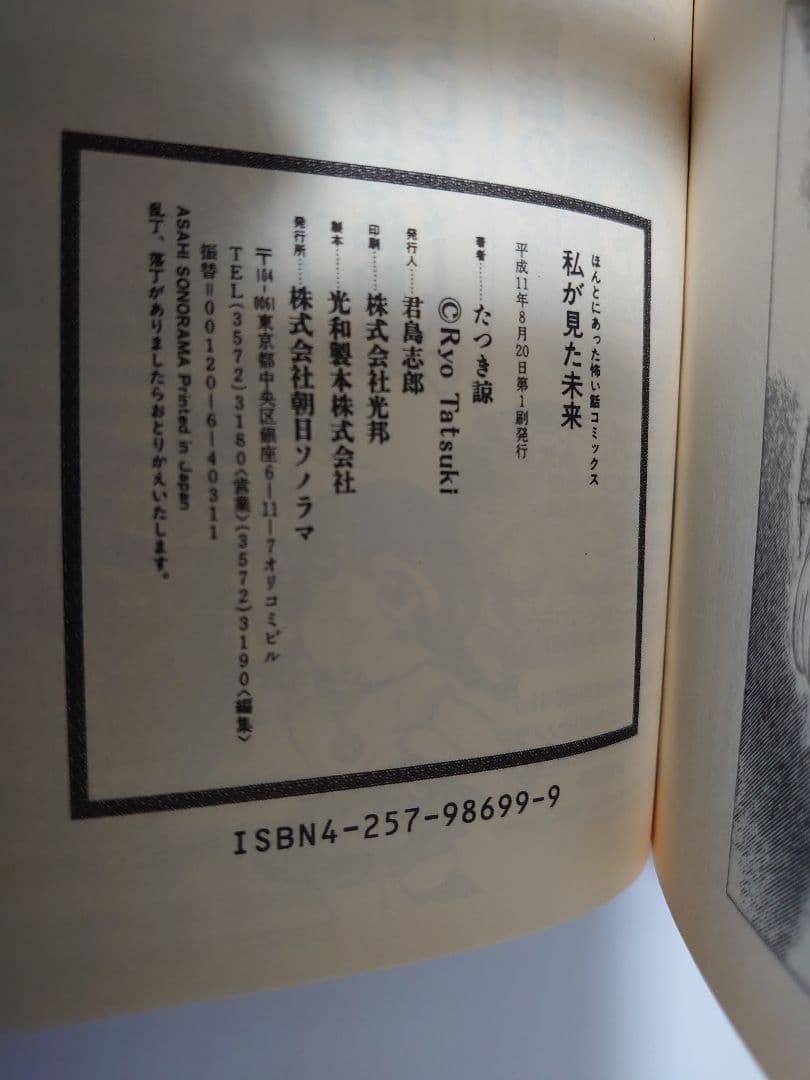 ほんとにあった怖い話コミックス
私が見た未来
平成11年8月20日第1刷発行
著者………たつき諒
©Ryo Tatsuki
発行人……君島志郎
印刷………株式会社光邦
製本………光和製本株式会社
発行所……株式会社朝日ソノラマ
〒104-0061東京都中央区銀座6-11-7オリコミビル
TEL(3572)3180〈営業〉(3572)3190〈編集〉
振替=00120-6-40311
ASAHI SONORAMA Printed in Japan
乱丁、落丁がありましたらおとりかえいたします。
ISBN4-257-98699-9